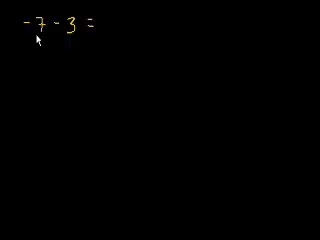 - 7 - 3 =